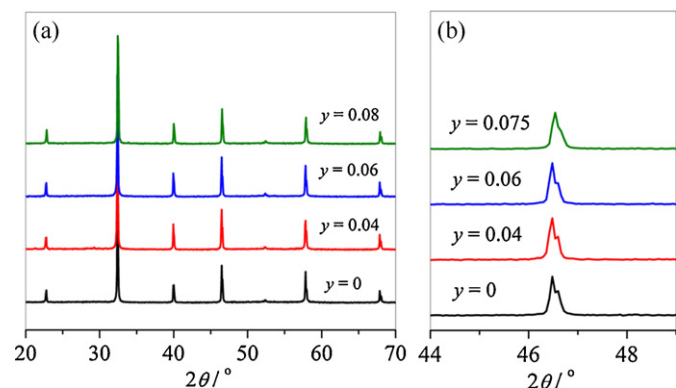 (a)
y = 0.08
y = 0.06
y = 0.04
y = 0
20 30 40 50 60 70
2θ/°
(b)
y = 0.075
y = 0.06
y = 0.04
y = 0
44 46 48
2θ/°